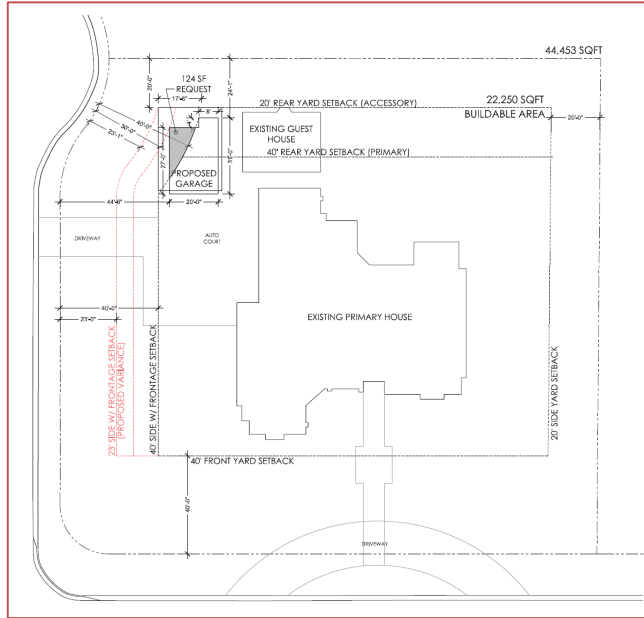 44,453 SQFT
20'-0"
124 SF
REQUEST
17'-6"
24'-1"
8'
20' REAR YARD SETBACK (ACCESSORY)
22,250 SQFT
BUILDABLE AREA
20'-0"
40'-0"
30'-0"
23'-1"
EXISTING GUEST
HOUSE
40' REAR YARD SETBACK (PRIMARY)
27'-0"
31'-0"
PROPOSED
GARAGE
44'-6"
20'-0"
DRIVEWAY
AUTO
COURT
40'-0"
23'-0"
EXISTING PRIMARY HOUSE
23' SIDE W/ FRONTAGE SETBACK
(PROPOSED VARIANCE)
40' SIDE W/ FRONTAGE SETBACK
20' SIDE YARD SETBACK
40' FRONT YARD SETBACK
40'-0"
DRIVEWAY